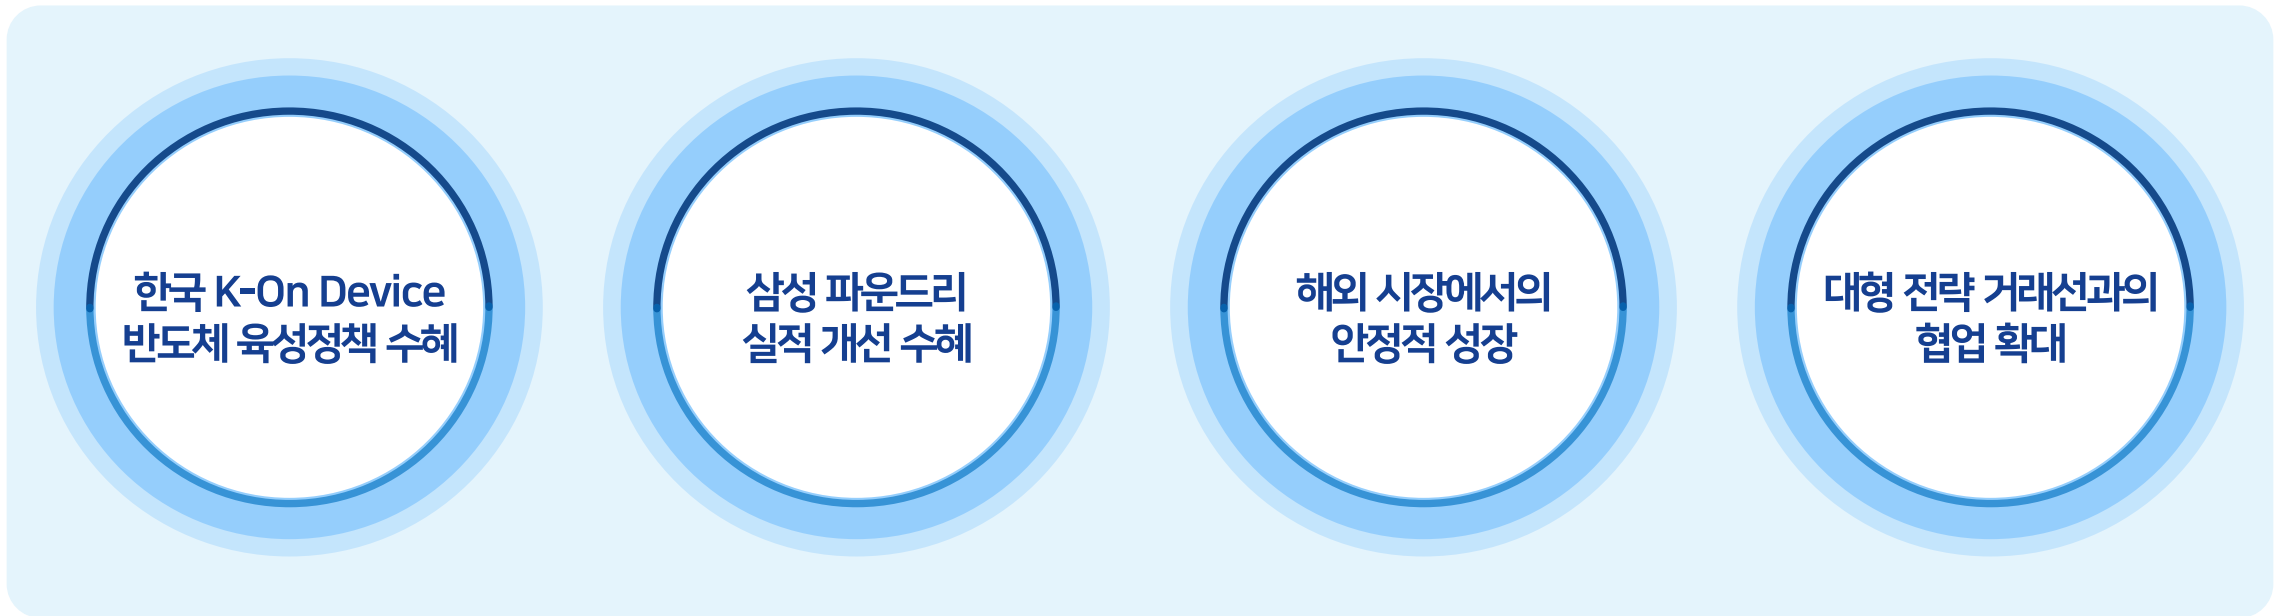 한국 K-On Device
반도체 육성정책 수혜
삼성 파운드리
실적 개선 수혜
해외 시장에서의
안정적 성장
대형 전략 거래선과의
협업 확대